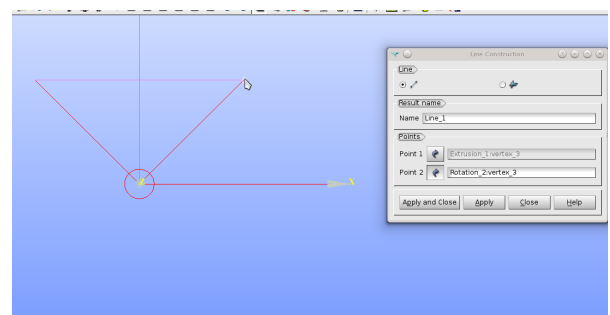 Line Construction
Line
Result name
Name Line_1
Points
Point 1 Extrusion_1:vertex_3
Point 2 Rotation_2:vertex_3
Apply and Close Apply Close Help
X